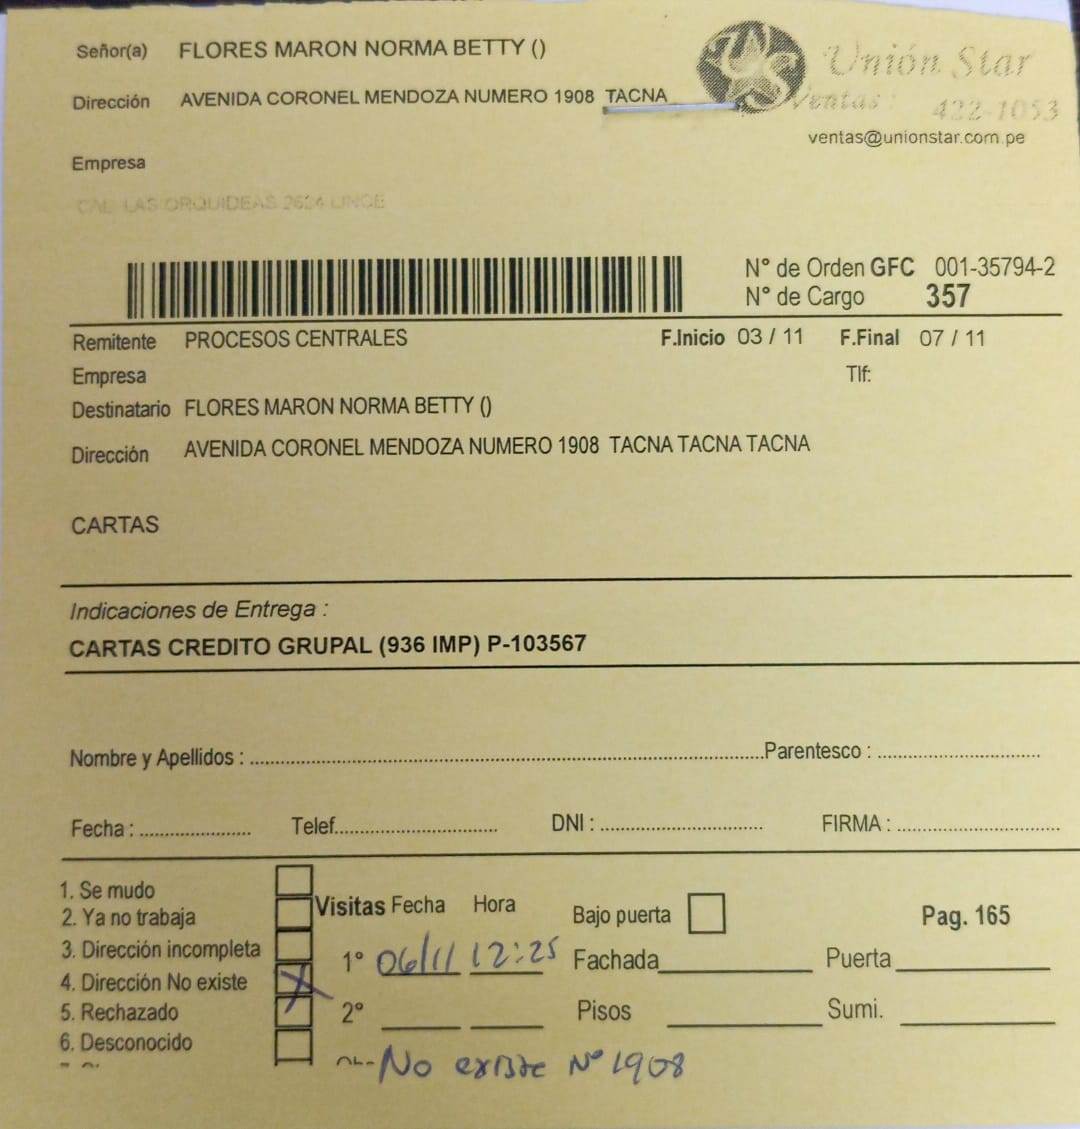 Señor(a) FLORES MARON NORMA BETTY ()
Unión Star
Dirección AVENIDA CORONEL MENDOZA NUMERO 1908 TACNA
Ventas: 422-1053
ventas@unionstar.com.pe
Empresa
CAL LAS ORQUIDEAS 2624 LINCE
N° de Orden GFC 001-35794-2
N° de Cargo 357
Remitente PROCESOS CENTRALES F.Inicio 03 / 11 F.Final 07 / 11
Empresa Tlf:
Destinatario FLORES MARON NORMA BETTY ()
Dirección AVENIDA CORONEL MENDOZA NUMERO 1908 TACNA TACNA TACNA
CARTAS
Indicaciones de Entrega :
CARTAS CREDITO GRUPAL (936 IMP) P-103567
Nombre y Apellidos : Parentesco :
Fecha : Telef. DNI : FIRMA :
1. Se mudo
2. Ya no trabaja
3. Dirección incompleta
4. Dirección No existe
5. Rechazado
6. Desconocido
Visitas Fecha Hora
1° 06/11 12:25
2°
Bajo puerta Pag. 165
Fachada Puerta
Pisos Sumi.
No existe N° 1908